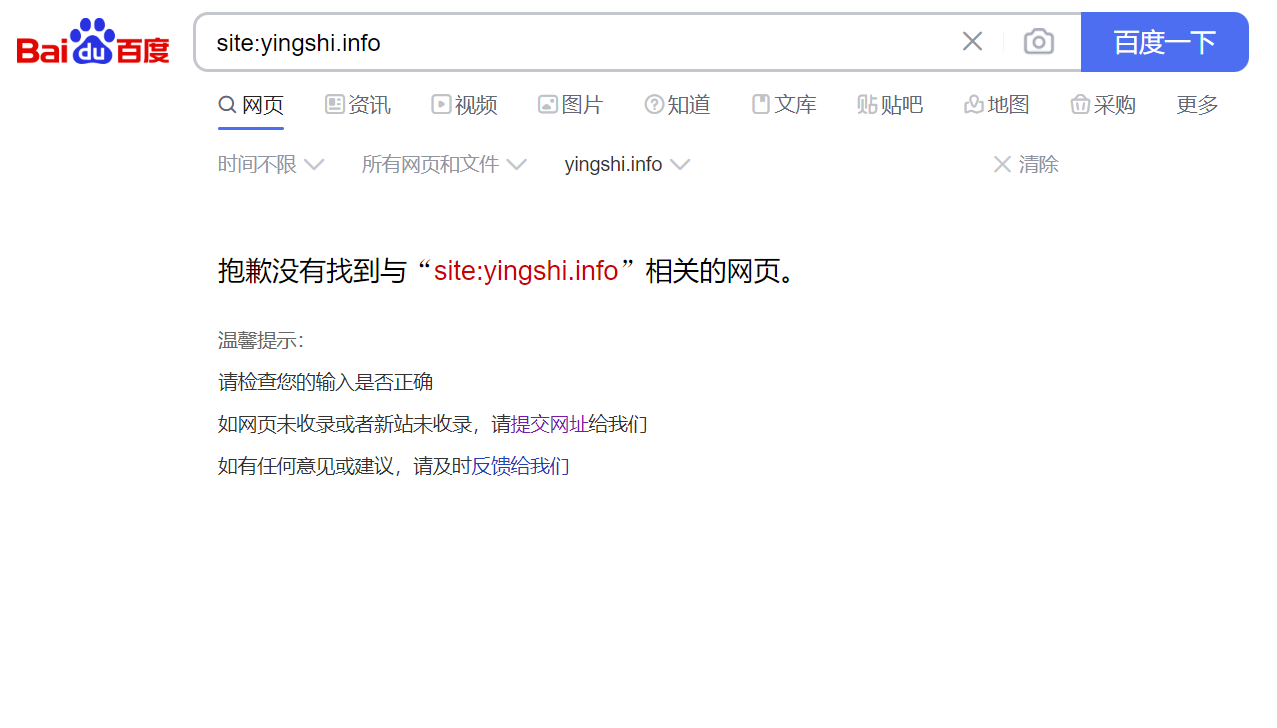 Bai du 百度 site:yingshi.info 百度一下
网页 资讯 视频 图片 知道 文库 贴 贴吧 地图 采购 更多
时间不限 所有网页和文件 yingshi.info 清除
抱歉没有找到与“site:yingshi.info”相关的网页。
温馨提示：
请检查您的输入是否正确
如网页未收录或者新站未收录，请提交网址给我们
如有任何意见或建议，请及时反馈给我们